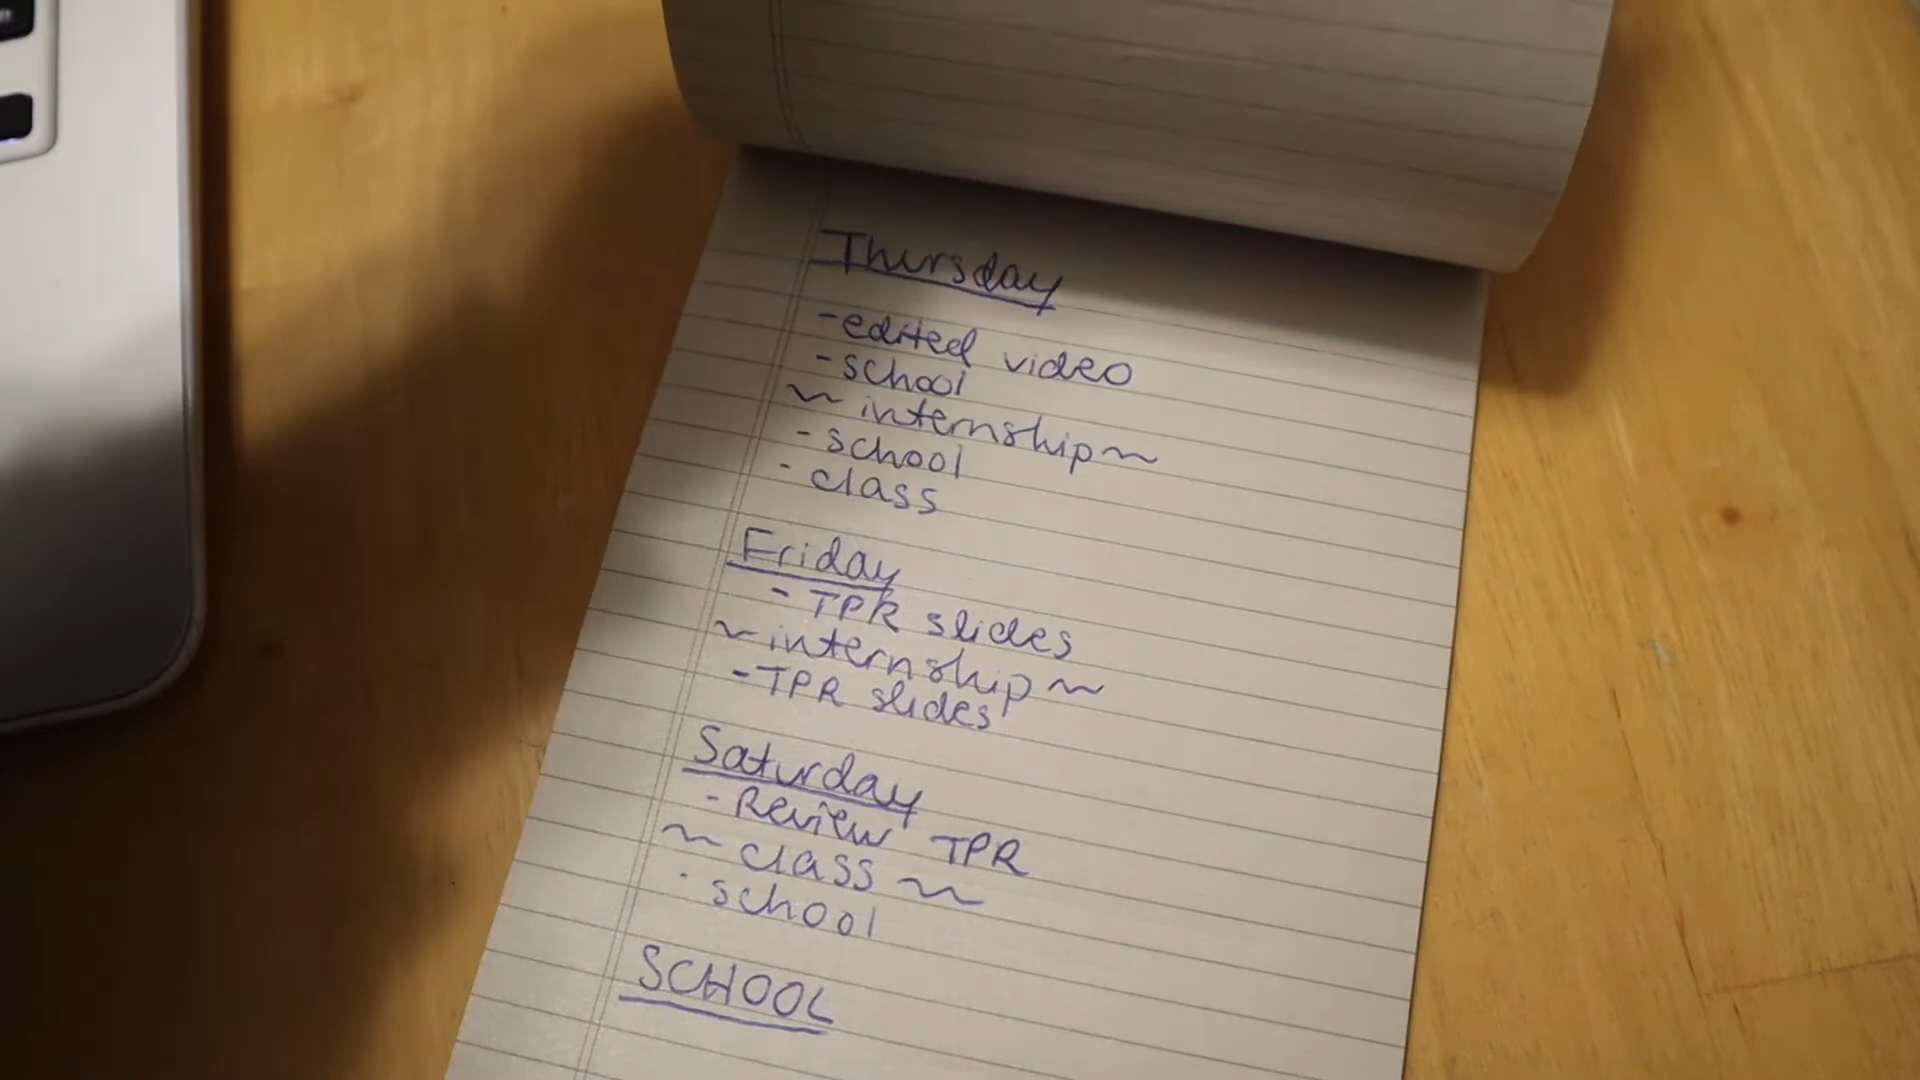 Thursday
- edited video
- school
~ internship ~
- school
- class
Friday
- TPR slides
~ internship ~
- TPR slides
Saturday
- Review TPR
~ class ~
- school
SCHOOL